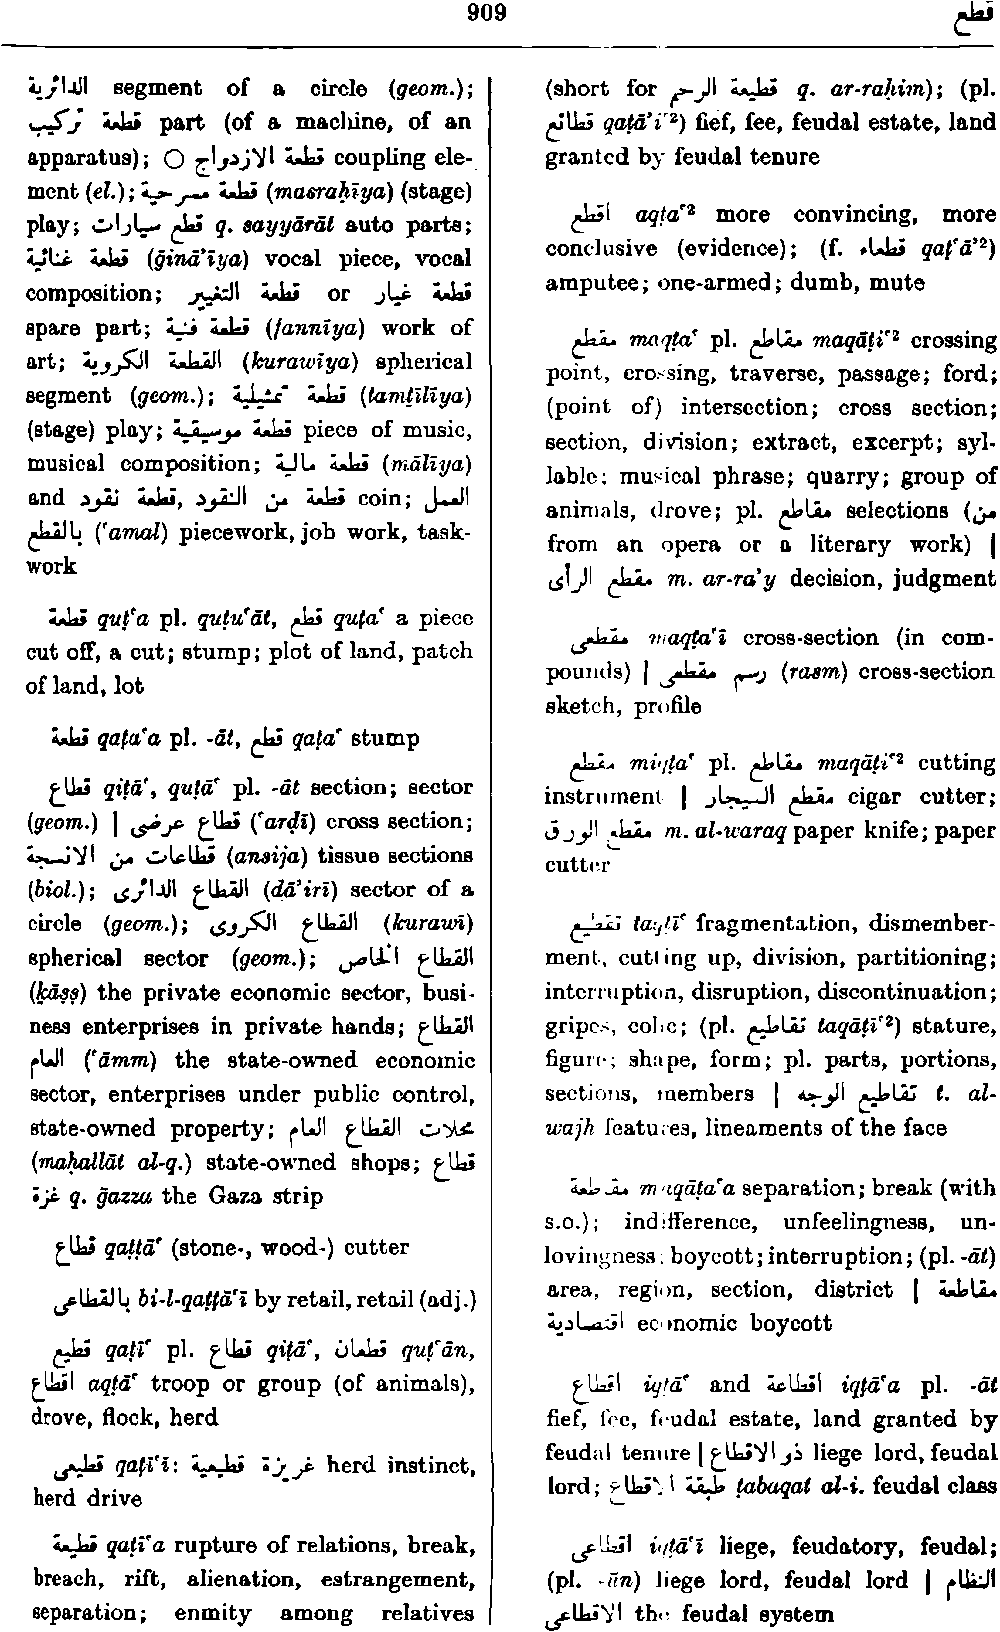 909
قطع
الدائرية segment of a circle (geom.);
قطعة تركيب part (of a machine, of an
apparatus); ○ قطعة الازدواج coupling ele-
ment (el.); قطعة مسرحية (masraḥīya) (stage)
play; قطع سيارات q. sayyārāt auto parts;
قطعة غنائية (ḡinā’īya) vocal piece, vocal
composition; قطعة التغيير or قطعة غيار
spare part; قطعة فنية (fannīya) work of
art; القطعة الكروية (kurawīya) spherical
segment (geom.); قطعة تمثيلية (tamṯīlīya)
(stage) play; قطعة موسيقية piece of music,
musical composition; قطعة مالية (mālīya)
and قطعة من النقود, قطعة نقود coin; العمل
بالقطع (‘amal) piecework, job work, task-
work
قطعة quṭ‘a pl. quṭu‘āt, قطع quṭa‘ a piece
cut off, a cut; stump; plot of land, patch
of land, lot
قطعة qaṭa‘a pl. -āt, قطع qaṭa‘ stump
قطاع qiṭā‘, quṭā‘ pl. -āt section; sector
(geom.) | قطاع عرضى (‘arḍī) cross section;
قطاعات من الانسجة (ansija) tissue sections
(biol.); القطاع الدائرى (dā’irī) sector of a
circle (geom.); القطاع الكروى (kurawī)
spherical sector (geom.); القطاع الخاص
(ḵāṣṣ) the private economic sector, busi-
ness enterprises in private hands; القطاع
العام (‘āmm) the state-owned economic
sector, enterprises under public control,
state-owned property; محلات القطاع العام
(maḥallāt al-q.) state-owned shops; قطاع
غزة q. ḡazza the Gaza strip
قطاع qaṭṭā‘ (stone-, wood-) cutter
بالقطاعى bi-l-qaṭṭā‘ī by retail, retail (adj.)
قطيع qaṭī‘ pl. قطاع qiṭā‘, قطعان quṭ‘ān,
اقطاع aqṭā‘ troop or group (of animals),
drove, flock, herd
قطيعى qaṭī‘ī: غريزة قطيعية herd instinct,
herd drive
قطيعة qaṭī‘a rupture of relations, break,
breach, rift, alienation, estrangement,
separation; enmity among relatives
(short for قطيعة الرحم q. ar-raḥim); (pl.
قطائع qaṭā’i‘²) fief, fee, feudal estate, land
granted by feudal tenure
اقطع aqṭa‘² more convincing, more
conclusive (evidence); (f. قطعاء qaṭ‘ā’²)
amputee; one-armed; dumb, mute
مقطع maqṭa‘ pl. مقاطع maqāṭi‘² crossing
point, crossing, traverse, passage; ford;
(point of) intersection; cross section;
section, division; extract, excerpt; syl-
lable; musical phrase; quarry; group of
animals, drove; pl. مقاطع selections (من
from an opera or a literary work) |
مقطع الرأى m. ar-ra’y decision, judgment
مقطعى maqṭa‘ī cross-section (in com-
pounds) | رسم مقطعى (rasm) cross-section
sketch, profile
مقطع miqṭa‘ pl. مقاطع maqāṭi‘² cutting
instrument | مقطع السيجار cigar cutter;
مقطع الورق m. al-waraq paper knife; paper
cutter
تقطيع taqṭī‘ fragmentation, dismember-
ment, cutting up, division, partitioning;
interruption, disruption, discontinuation;
gripes, colic; (pl. تقاطيع taqāṭī‘²) stature,
figure; shape, form; pl. parts, portions,
sections, members | تقاطيع الوجه t. al-
wajh features, lineaments of the face
مقاطعة muqāṭa‘a separation; break (with
s.o.); indifference, unfeelingness, un-
lovingness; boycott; interruption; (pl. -āt)
area, region, section, district | مقاطعة
اقتصادية economic boycott
اقطاع iqṭā‘ and اقطاعة iqṭā‘a pl. -āt
fief, fee, feudal estate, land granted by
feudal tenure | ذو الاقطاع liege lord, feudal
lord; طبقة الاقطاع ṭabaqat al-i. feudal class
اقطاعى iqṭā‘ī liege, feudatory, feudal;
(pl. -ūn) liege lord, feudal lord | النظام
الاقطاعى the feudal system